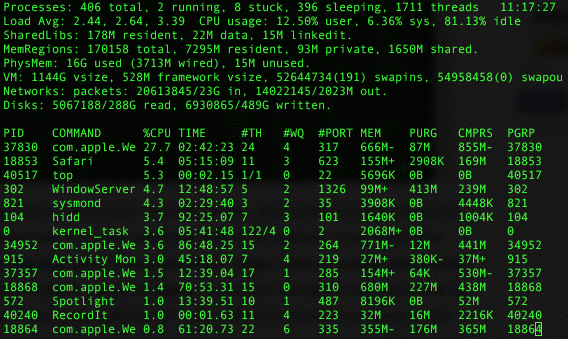 Processes: 406 total, 2 running, 8 stuck, 396 sleeping, 1711 threads 11:17:27
Load Avg: 2.44, 2.64, 3.39 CPU usage: 12.50% user, 6.36% sys, 81.13% idle
SharedLibs: 178M resident, 22M data, 15M linkedit.
MemRegions: 170158 total, 7295M resident, 93M private, 1650M shared.
PhysMem: 16G used (3713M wired), 15M unused.
VM: 1144G vsize, 528M framework vsize, 52644734(191) swapins, 54958458(0) swapou
Networks: packets: 20613845/23G in, 14022145/2023M out.
Disks: 5067188/288G read, 6930865/489G written.
PID COMMAND %CPU TIME #TH #WQ #PORT MEM PURG CMPRS PGRP
37830 com.apple.We 27.7 02:42:23 24 4 317 666M- 87M 855M- 37830
18853 Safari 5.4 05:15:09 11 3 623 155M+ 2908K 169M 18853
40517 top 5.3 00:02.15 1/1 0 22 5696K 0B 0B 40517
302 WindowServer 4.7 12:48:57 5 2 1326 99M+ 413M 239M 302
821 sysmond 4.3 02:29:40 3 2 35 3908K 0B 4448K 821
104 hidd 3.7 92:25.07 7 3 101 1640K 0B 1004K 104
0 kernel_task 3.6 05:41:48 122/4 0 2 2068M+ 0B 0B 0
34952 com.apple.We 3.6 86:48.25 15 2 264 771M- 12M 441M 34952
915 Activity Mon 3.0 45:18.07 7 4 219 27M+ 380K- 37M+ 915
37357 com.apple.We 1.5 12:39.04 17 1 285 154M+ 64K 530M- 37357
18868 com.apple.We 1.4 70:53.31 15 0 310 680M 227M 438M 18868
572 Spotlight 1.0 13:39.51 10 1 487 8196K 0B 52M 572
40240 RecordIt 1.0 00:01.63 11 4 223 32M 16M 2216K 40240
18864 com.apple.We 0.8 61:20.73 22 6 335 355M- 176M 365M 18864